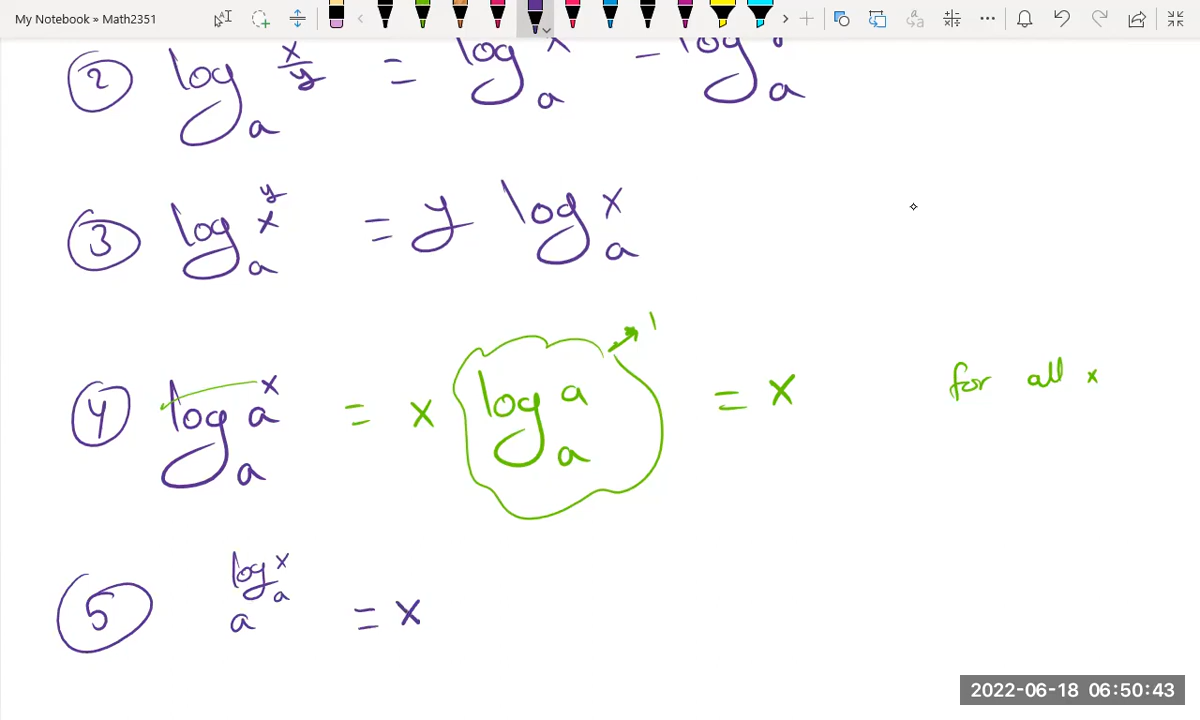 My Notebook » Math2351
② log_a x/y = log_a x - log_a
③ log_a x^y = y log_a x
④ log_a a^x = x log_a a = x for all x
1
⑤ a^(log_a x) = x
2022-06-18 06:50:43